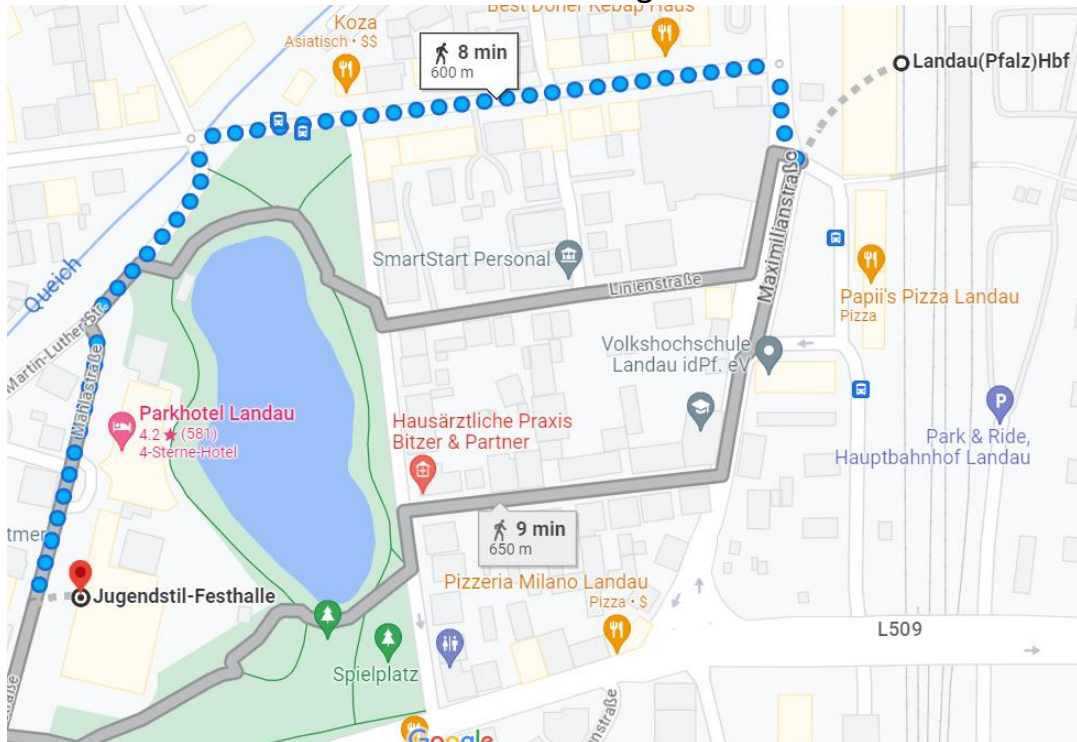 Best Döner Kebap Haus
Koza
Asiatisch • $$
8 min
600 m
Landau(Pfalz)Hbf
Maximilianstraße
SmartStart Personal
Linienstraße
Queich
Martin-Luther-Str.
Mahlastraße
Papii's Pizza Landau
Pizza
Volkshochschule
Landau idPf. eV
Parkhotel Landau
4.2 ★ (581)
4-Sterne-Hotel
Hausärztliche Praxis
Bitzer & Partner
P
Park & Ride,
Hauptbahnhof Landau
9 min
650 m
Jugendstil-Festhalle
Pizzeria Milano Landau
Pizza • $
L509
Spielplatz
Google